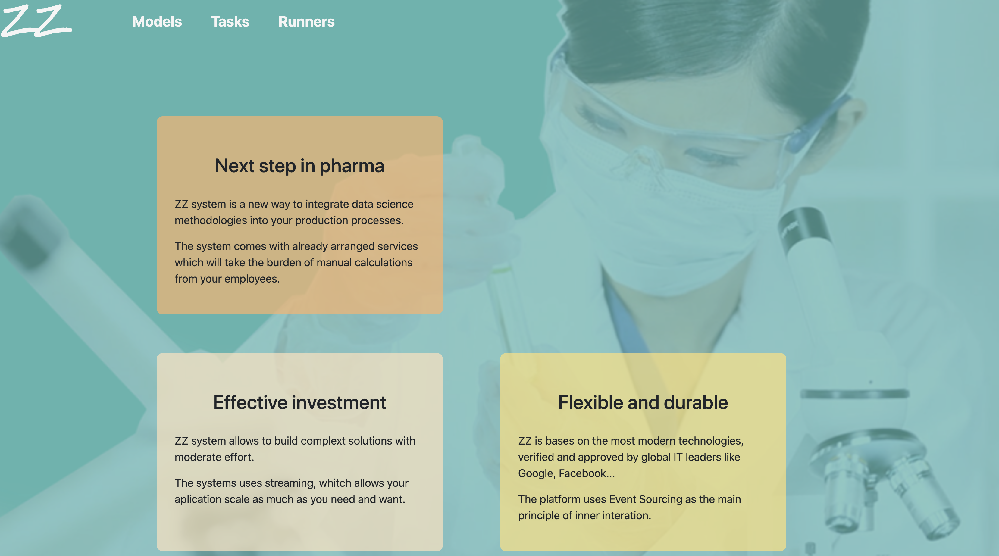 ZZ
Models Tasks Runners
Next step in pharma
ZZ system is a new way to integrate data science
methodologies into your production processes.
The system comes with already arranged services
which will take the burden of manual calculations
from your employees.
Effective investment
ZZ system allows to build complext solutions with
moderate effort.
The systems uses streaming, whitch allows your
aplication scale as much as you need and want.
Flexible and durable
ZZ is bases on the most modern technologies,
verified and approved by global IT leaders like
Google, Facebook...
The platform uses Event Sourcing as the main
principle of inner interation.